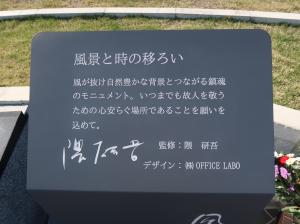 風景と時の移ろい
風が抜け自然豊かな背景とつながる鎮魂
のモニュメント。いつまでも故人を敬う
ための心安らぐ場所であることを願いを
込めて。
隈研吾 監修：隈 研吾
デザイン：㈱ OFFICE LABO
風